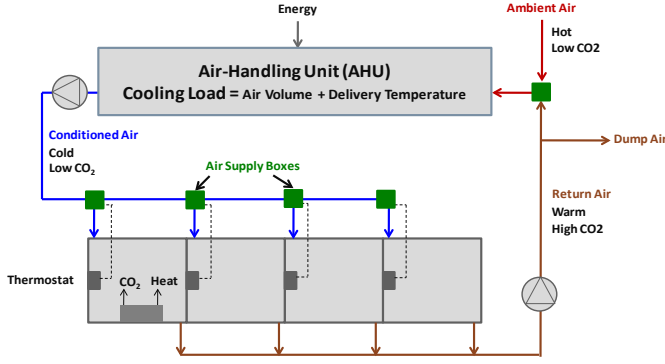 Energy
Ambient Air
Hot
Low CO2
Air-Handling Unit (AHU)
Cooling Load = Air Volume + Delivery Temperature
Conditioned Air
Cold
Low CO₂
Dump Air
Air Supply Boxes
Return Air
Warm
High CO2
Thermostat
CO₂
Heat